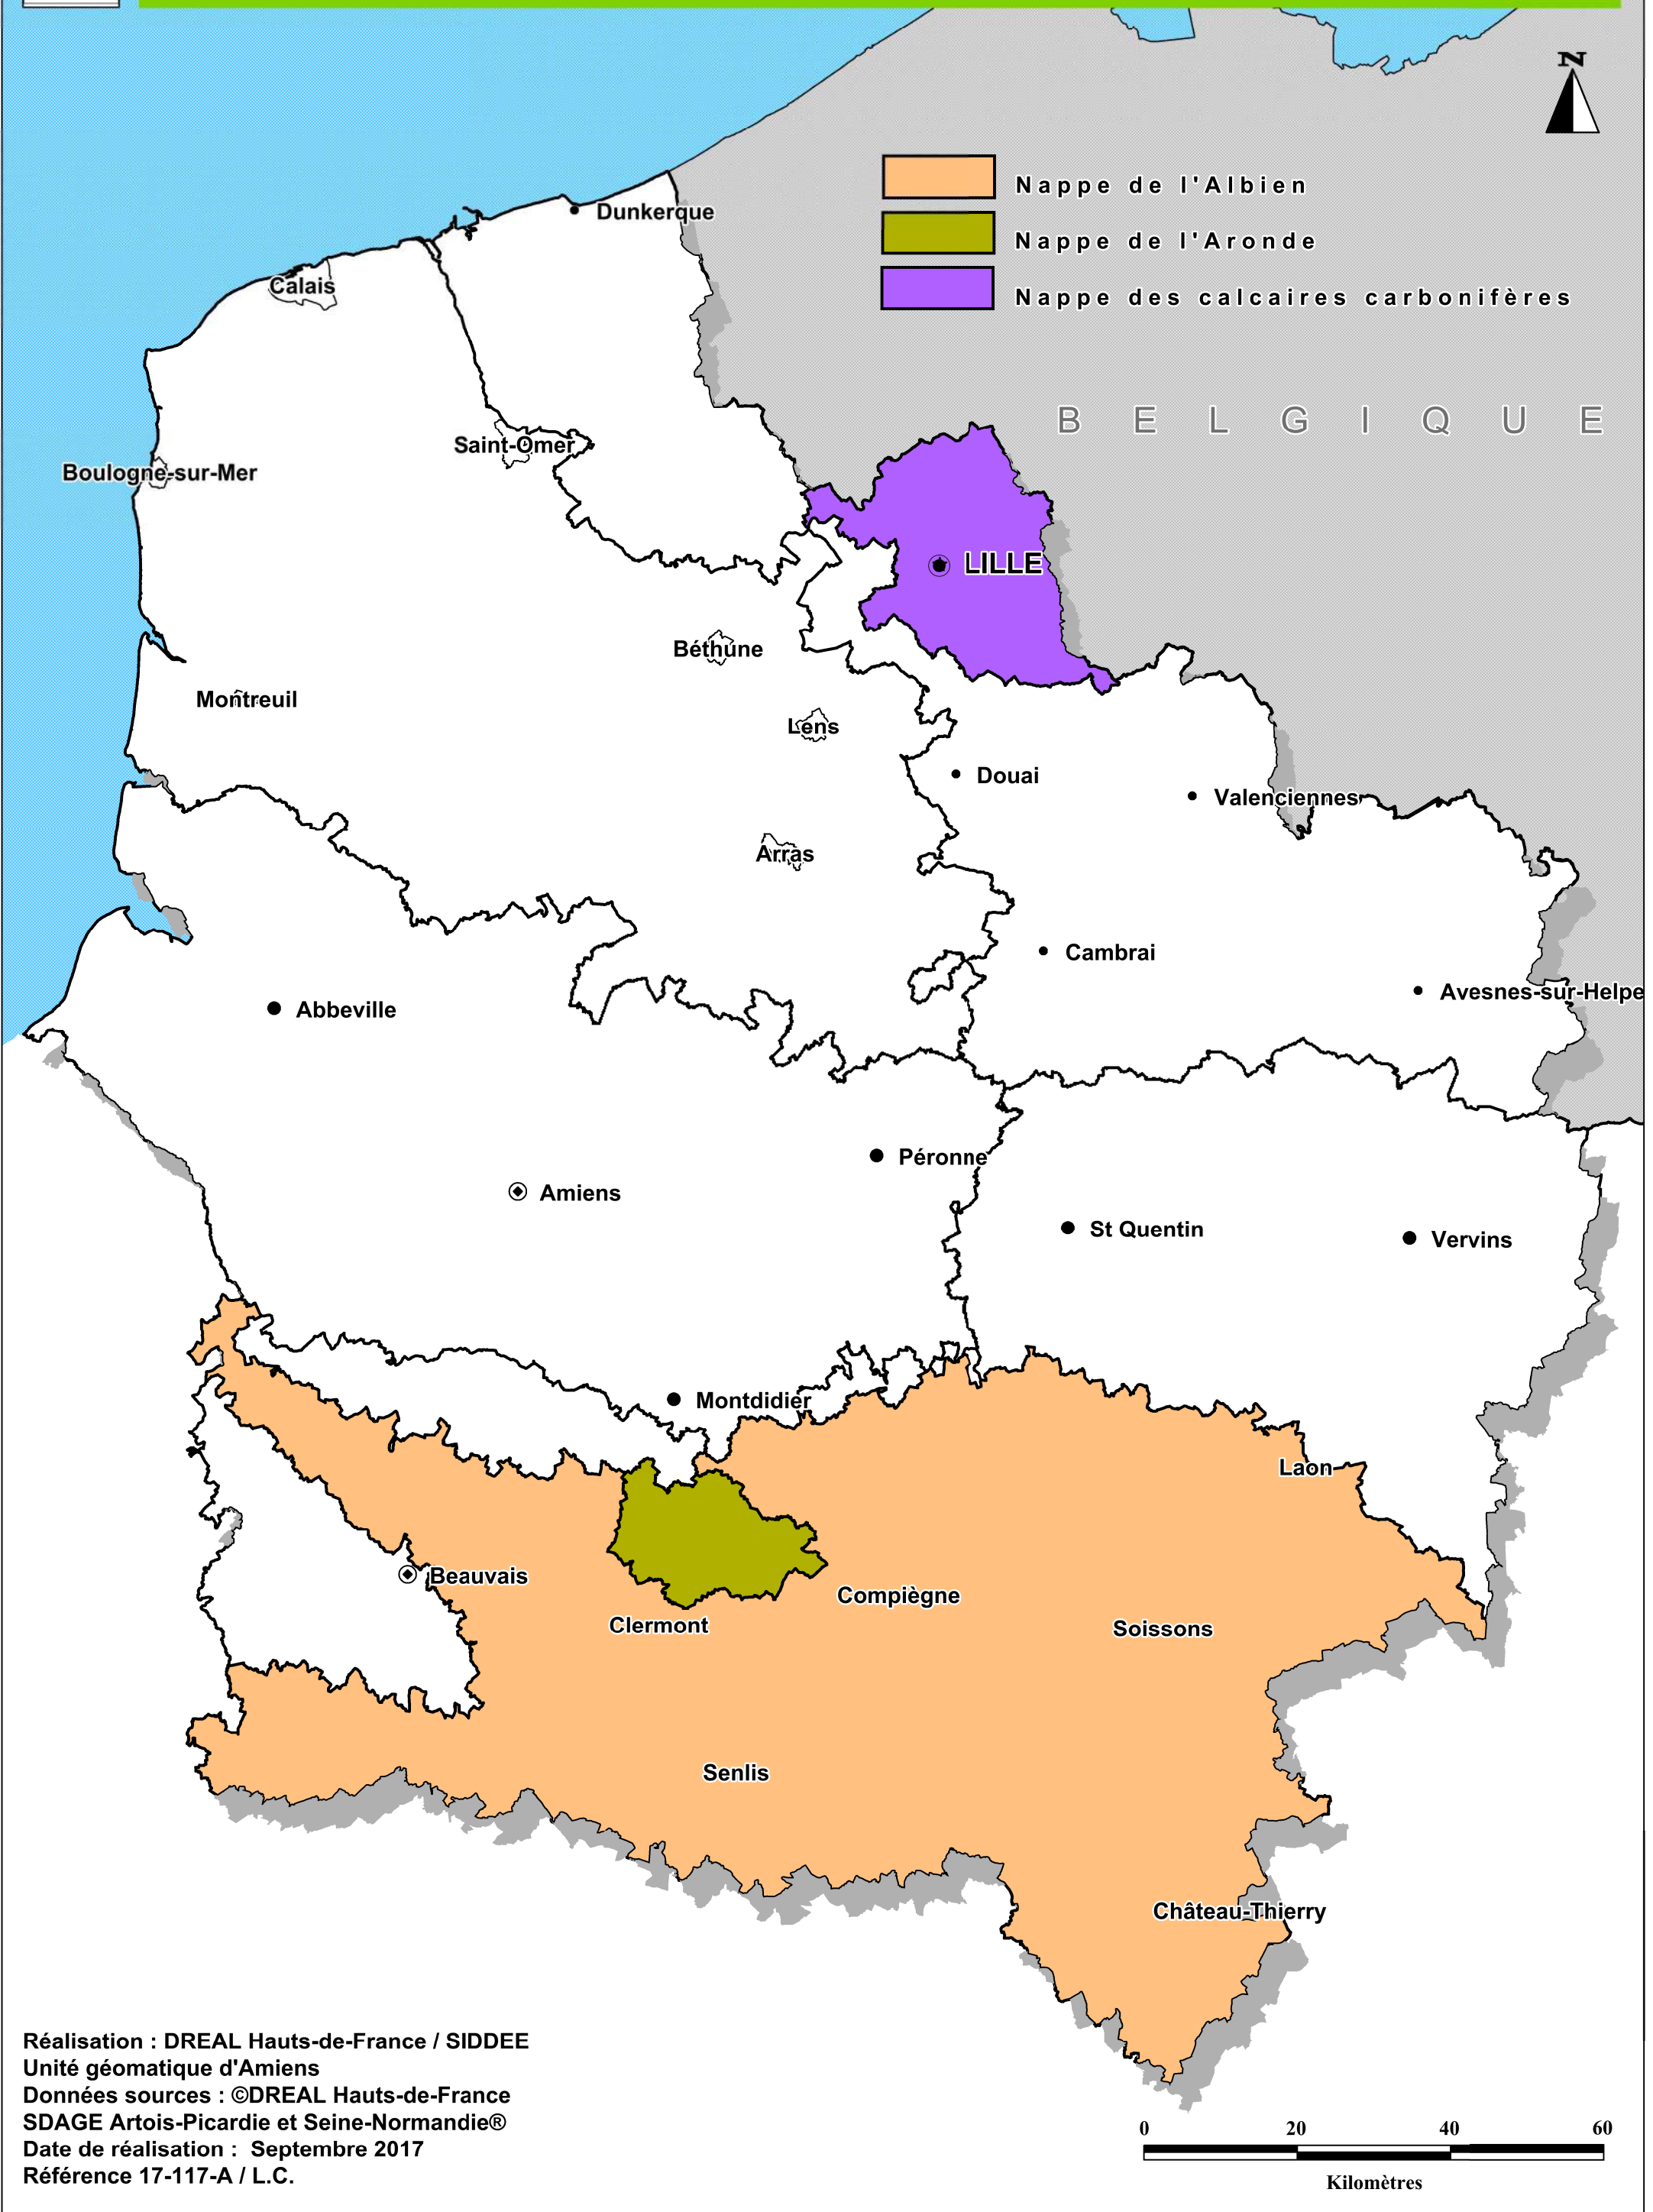 N
Nappe de l'Albien
Nappe de l'Aronde
Nappe des calcaires carbonifères
Dunkerque
Calais
BELGIQUE
Saint-Omer
Boulogne-sur-Mer
LILLE
Béthune
Montreuil
Lens
Douai
Valenciennes
Arras
Cambrai
Avesnes-sur-Helpe
Abbeville
Péronne
Amiens
St Quentin
Vervins
Montdidier
Laon
Beauvais
Compiègne
Clermont
Soissons
Senlis
Château-Thierry
Réalisation : DREAL Hauts-de-France / SIDDEE
Unité géomatique d'Amiens
Données sources : ©DREAL Hauts-de-France
SDAGE Artois-Picardie et Seine-Normandie®
Date de réalisation : Septembre 2017
Référence 17-117-A / L.C.
0 20 40 60
Kilomètres